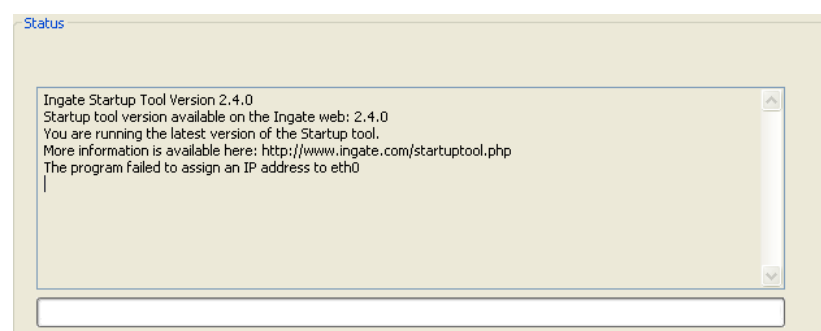 Status
Ingate Startup Tool Version 2.4.0
Startup tool version available on the Ingate web: 2.4.0
You are running the latest version of the Startup tool.
More information is available here: http://www.ingate.com/startuptool.php
The program failed to assign an IP address to eth0